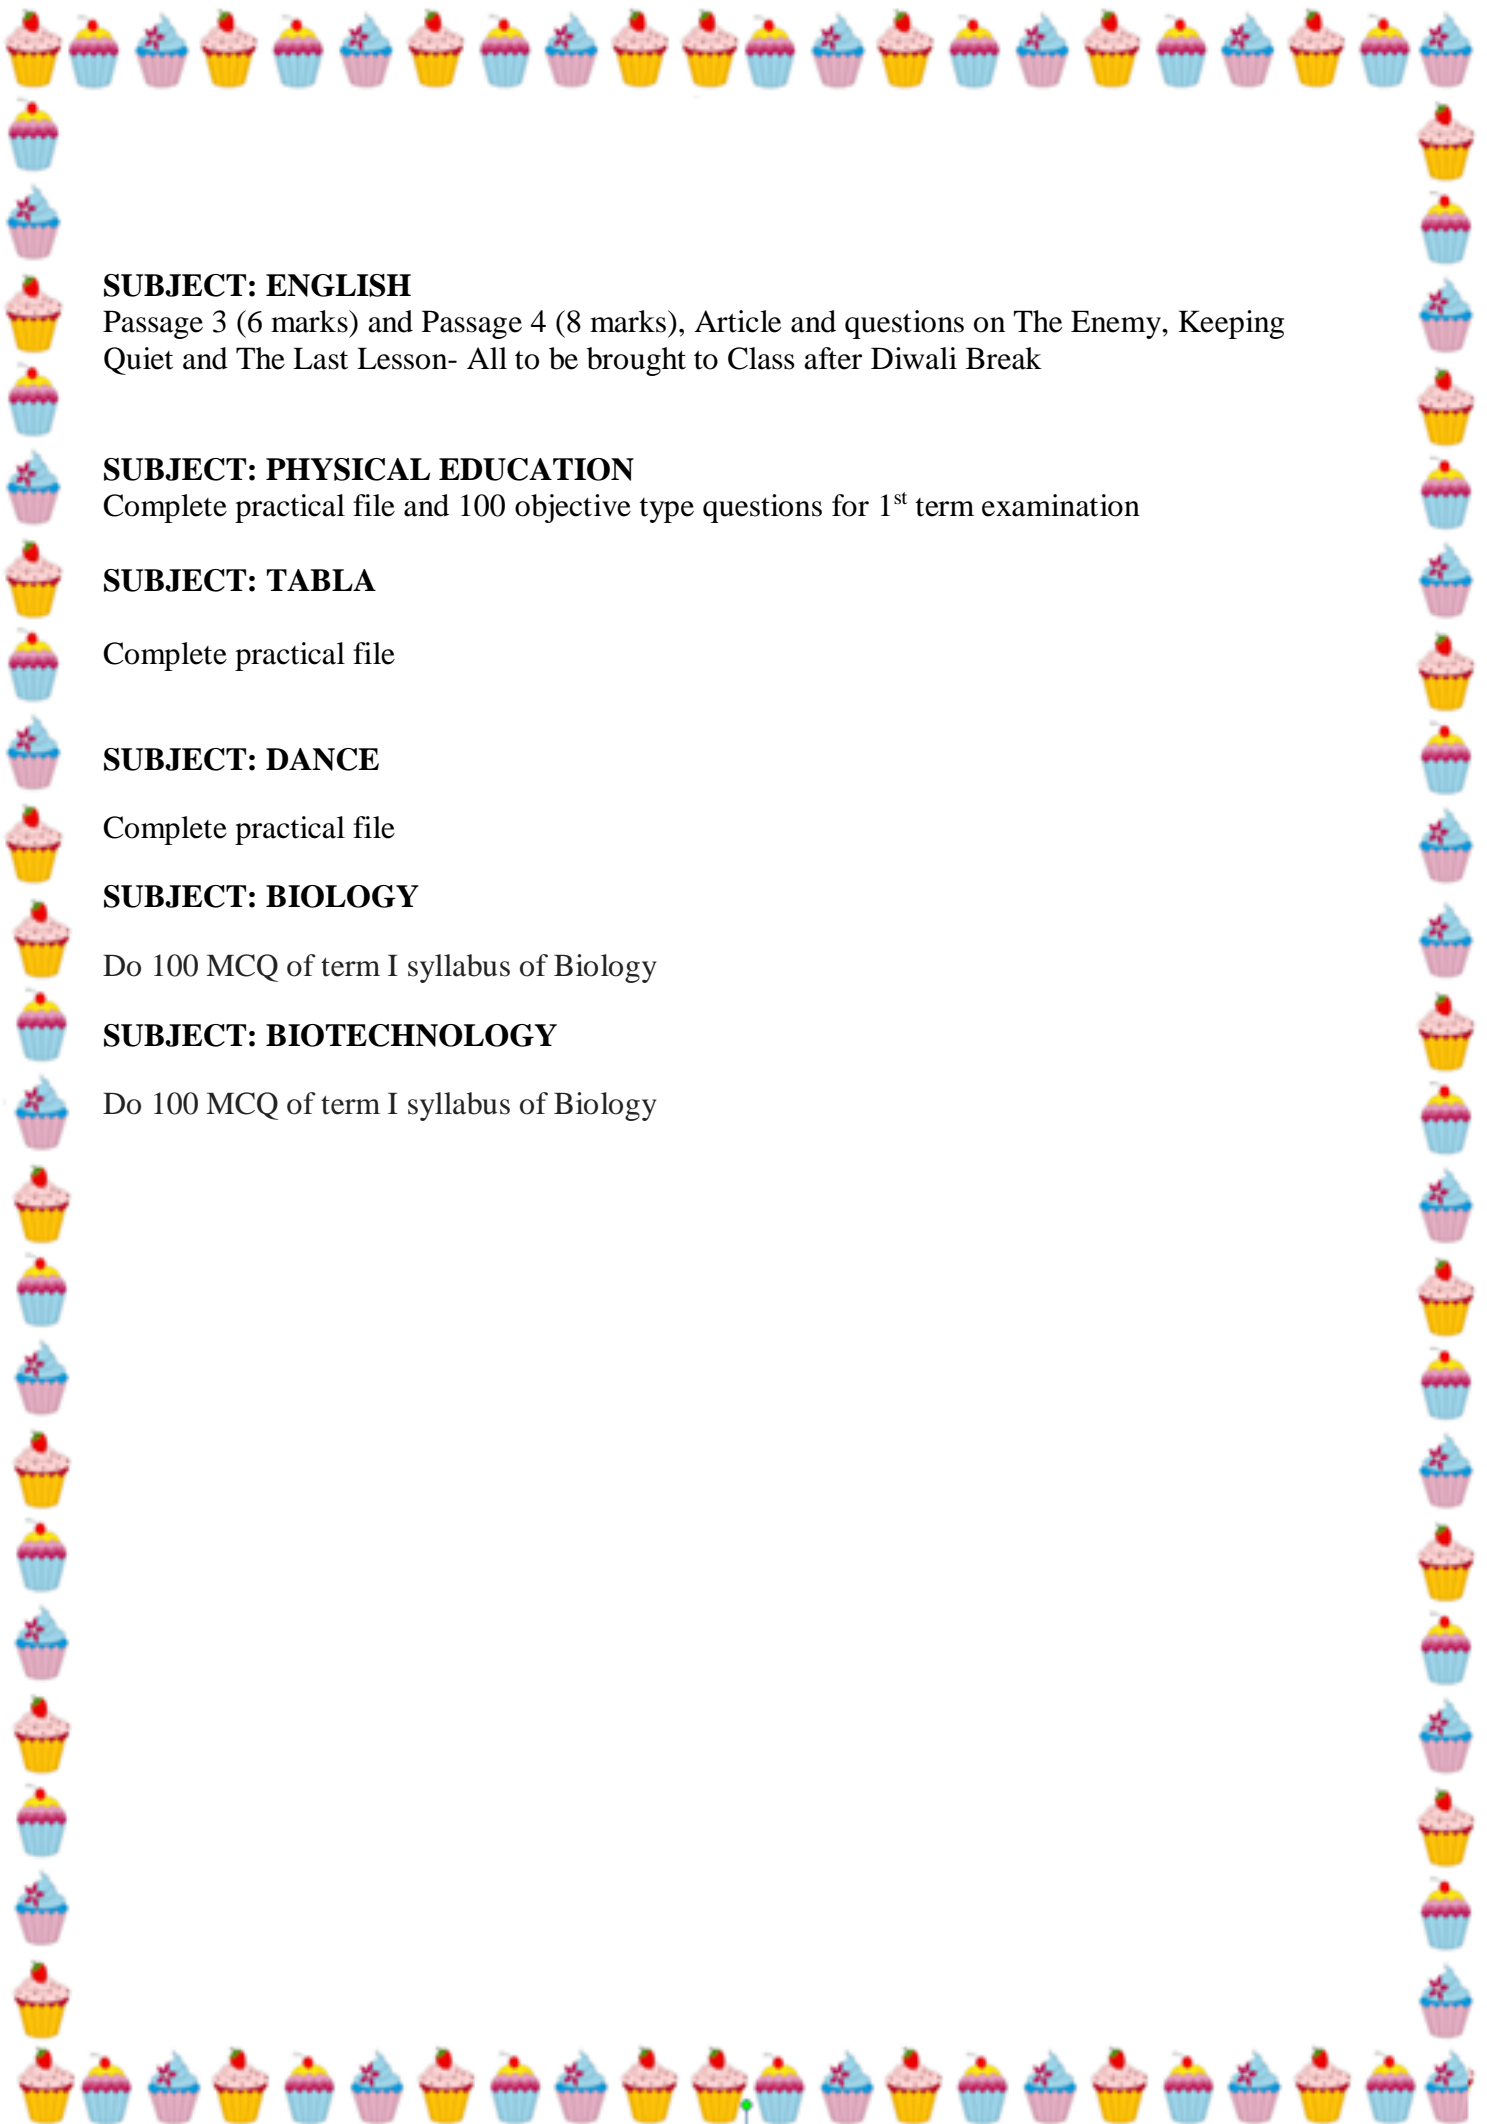 SUBJECT: ENGLISH
Passage 3 (6 marks) and Passage 4 (8 marks), Article and questions on The Enemy, Keeping
Quiet and The Last Lesson- All to be brought to Class after Diwali Break
SUBJECT: PHYSICAL EDUCATION
Complete practical file and 100 objective type questions for 1st term examination
SUBJECT: TABLA
Complete practical file
SUBJECT: DANCE
Complete practical file
SUBJECT: BIOLOGY
Do 100 MCQ of term I syllabus of Biology
SUBJECT: BIOTECHNOLOGY
Do 100 MCQ of term I syllabus of Biology